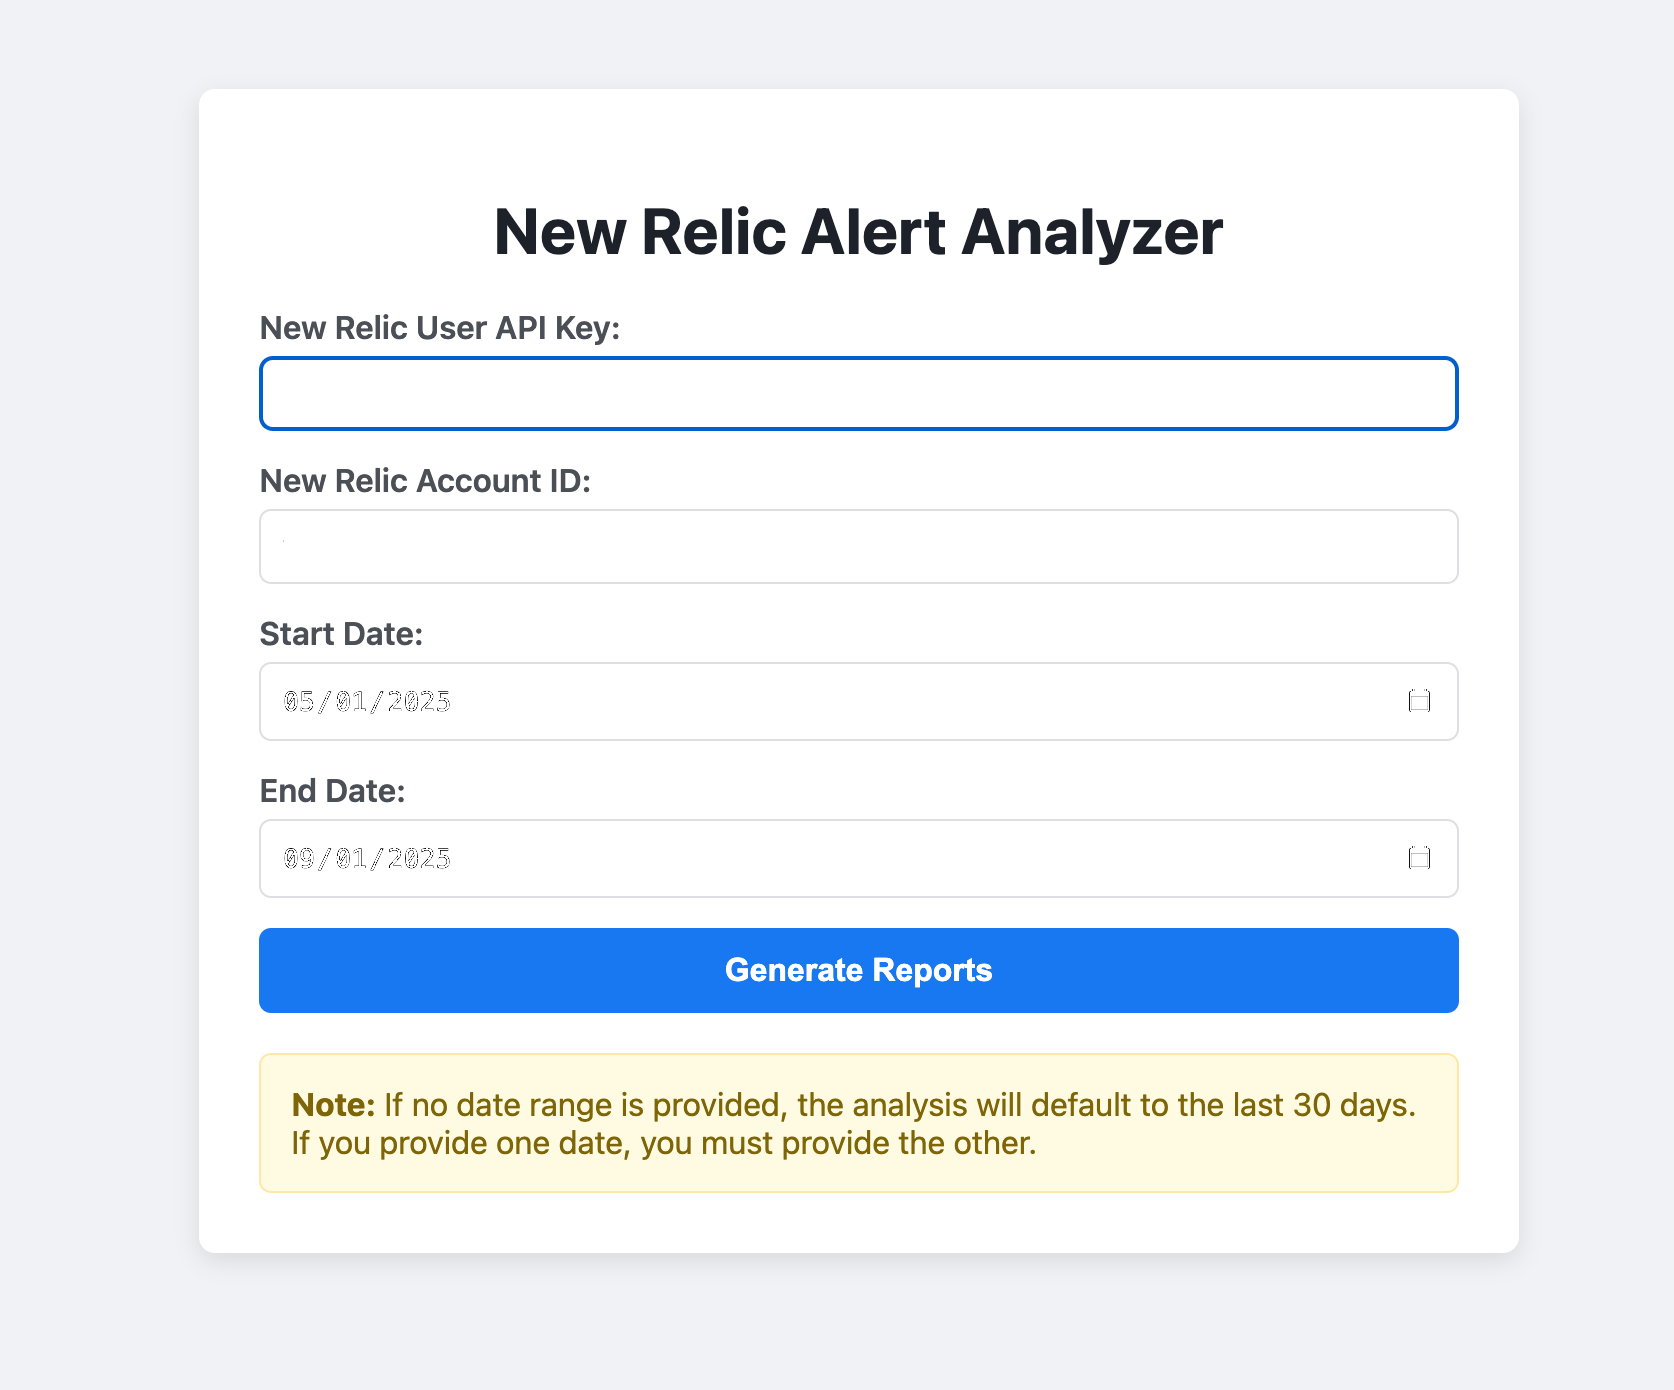 New Relic Alert Analyzer
New Relic User API Key:
New Relic Account ID:
Start Date:
05/01/2025
End Date:
09/01/2025
Generate Reports
Note: If no date range is provided, the analysis will default to the last 30 days.
If you provide one date, you must provide the other.